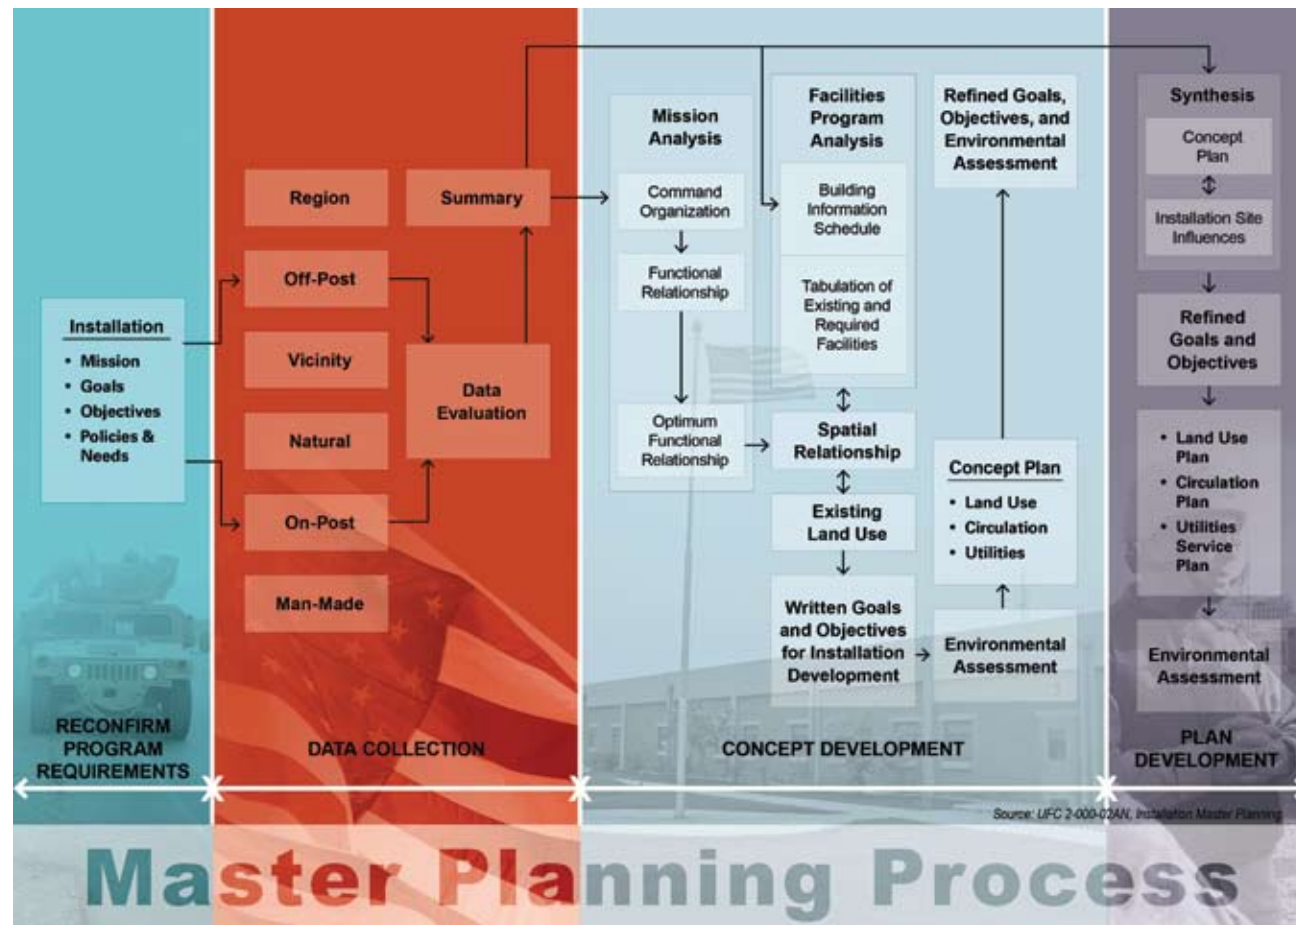 Installation
• Mission
• Goals
• Objectives
• Policies &
Needs
RECONFIRM
PROGRAM
REQUIREMENTS
Region
Off-Post
Vicinity
Natural
On-Post
Man-Made
Summary
Data
Evaluation
DATA COLLECTION
Mission
Analysis
Command
Organization
Functional
Relationship
Optimum
Functional
Relationship
Facilities
Program
Analysis
Building
Information
Schedule
Tabulation of
Existing and
Required
Facilities
Spatial
Relationship
Existing
Land Use
Written Goals
and Objectives
for Installation
Development
Refined Goals,
Objectives, and
Environmental
Assessment
Concept Plan
• Land Use
• Circulation
• Utilities
Environmental
Assessment
CONCEPT DEVELOPMENT
Synthesis
Concept
Plan
Installation Site
Influences
Refined
Goals and
Objectives
• Land Use
Plan
• Circulation
Plan
• Utilities
Service
Plan
Environmental
Assessment
PLAN
DEVELOPMENT
Source: UFC 2-000-02AN, Installation Master Planning
Master Planning Process